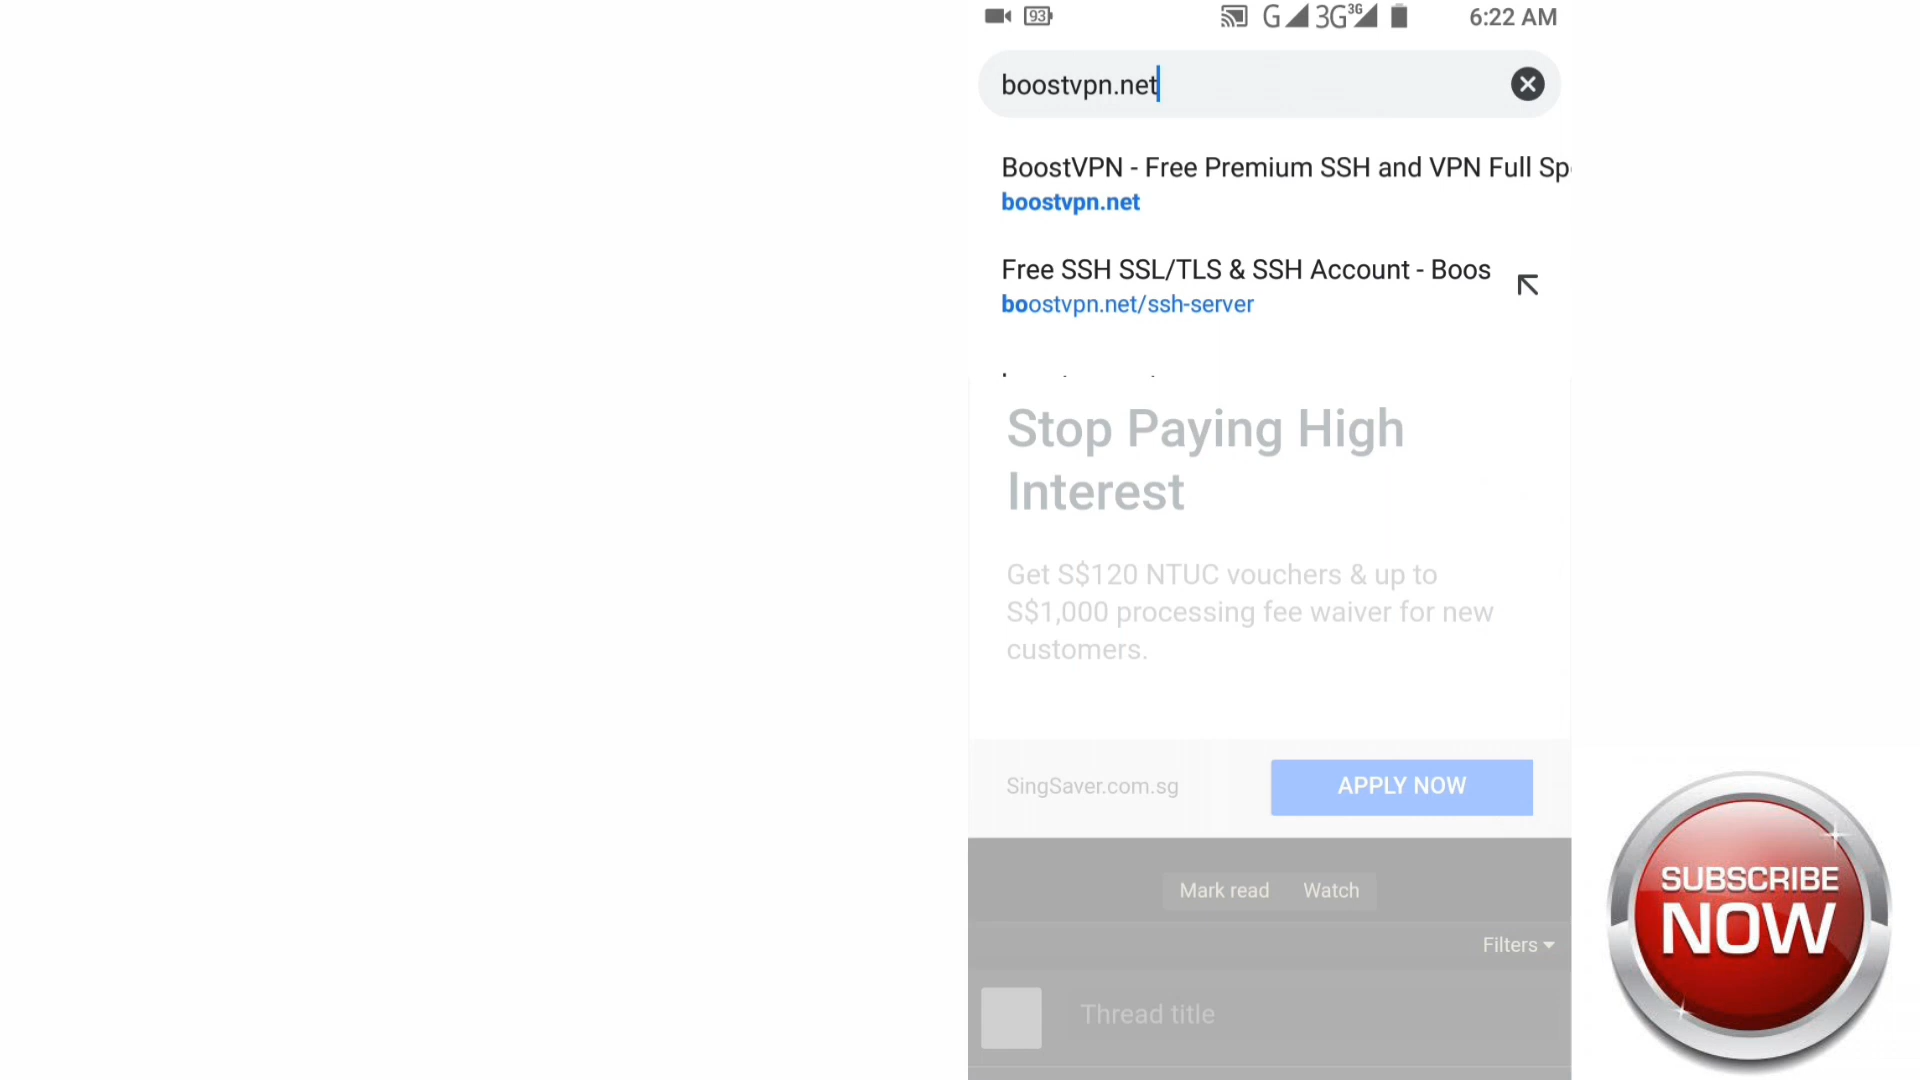 93
G 3G 3G 6:22 AM
boostvpn.net
BoostVPN - Free Premium SSH and VPN Full Sp
boostvpn.net
Free SSH SSL/TLS & SSH Account - Boos
boostvpn.net/ssh-server
Stop Paying High
Interest
Get S$120 NTUC vouchers & up to
S$1,000 processing fee waiver for new
customers.
SingSaver.com.sg
APPLY NOW
Mark read Watch
Filters
Thread title
SUBSCRIBE
NOW